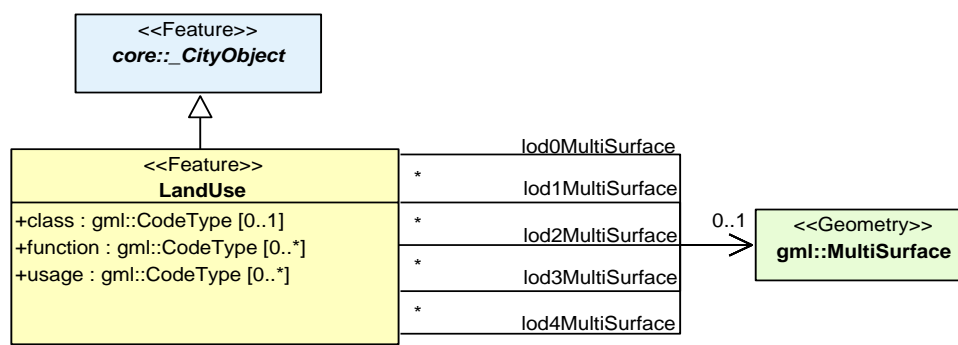 <<Feature>>
core::_CityObject
<<Feature>>
LandUse
+class : gml::CodeType [0..1]
+function : gml::CodeType [0..*]
+usage : gml::CodeType [0..*]
lod0MultiSurface
*
lod1MultiSurface
*
lod2MultiSurface
*
lod3MultiSurface
*
lod4MultiSurface
0..1
<<Geometry>>
gml::MultiSurface